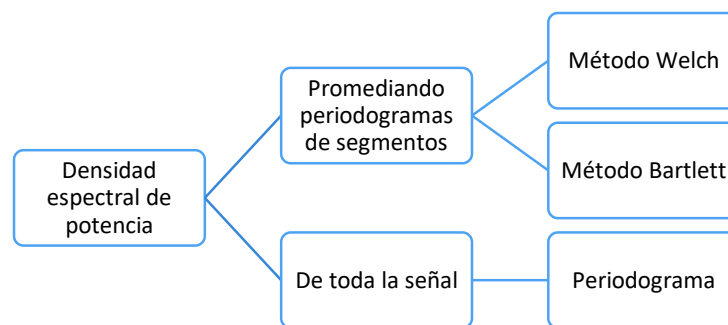 Densidad
espectral de
potencia
Promediando
periodogramas
de segmentos
Método Welch
Método Bartlett
De toda la señal
Periodograma